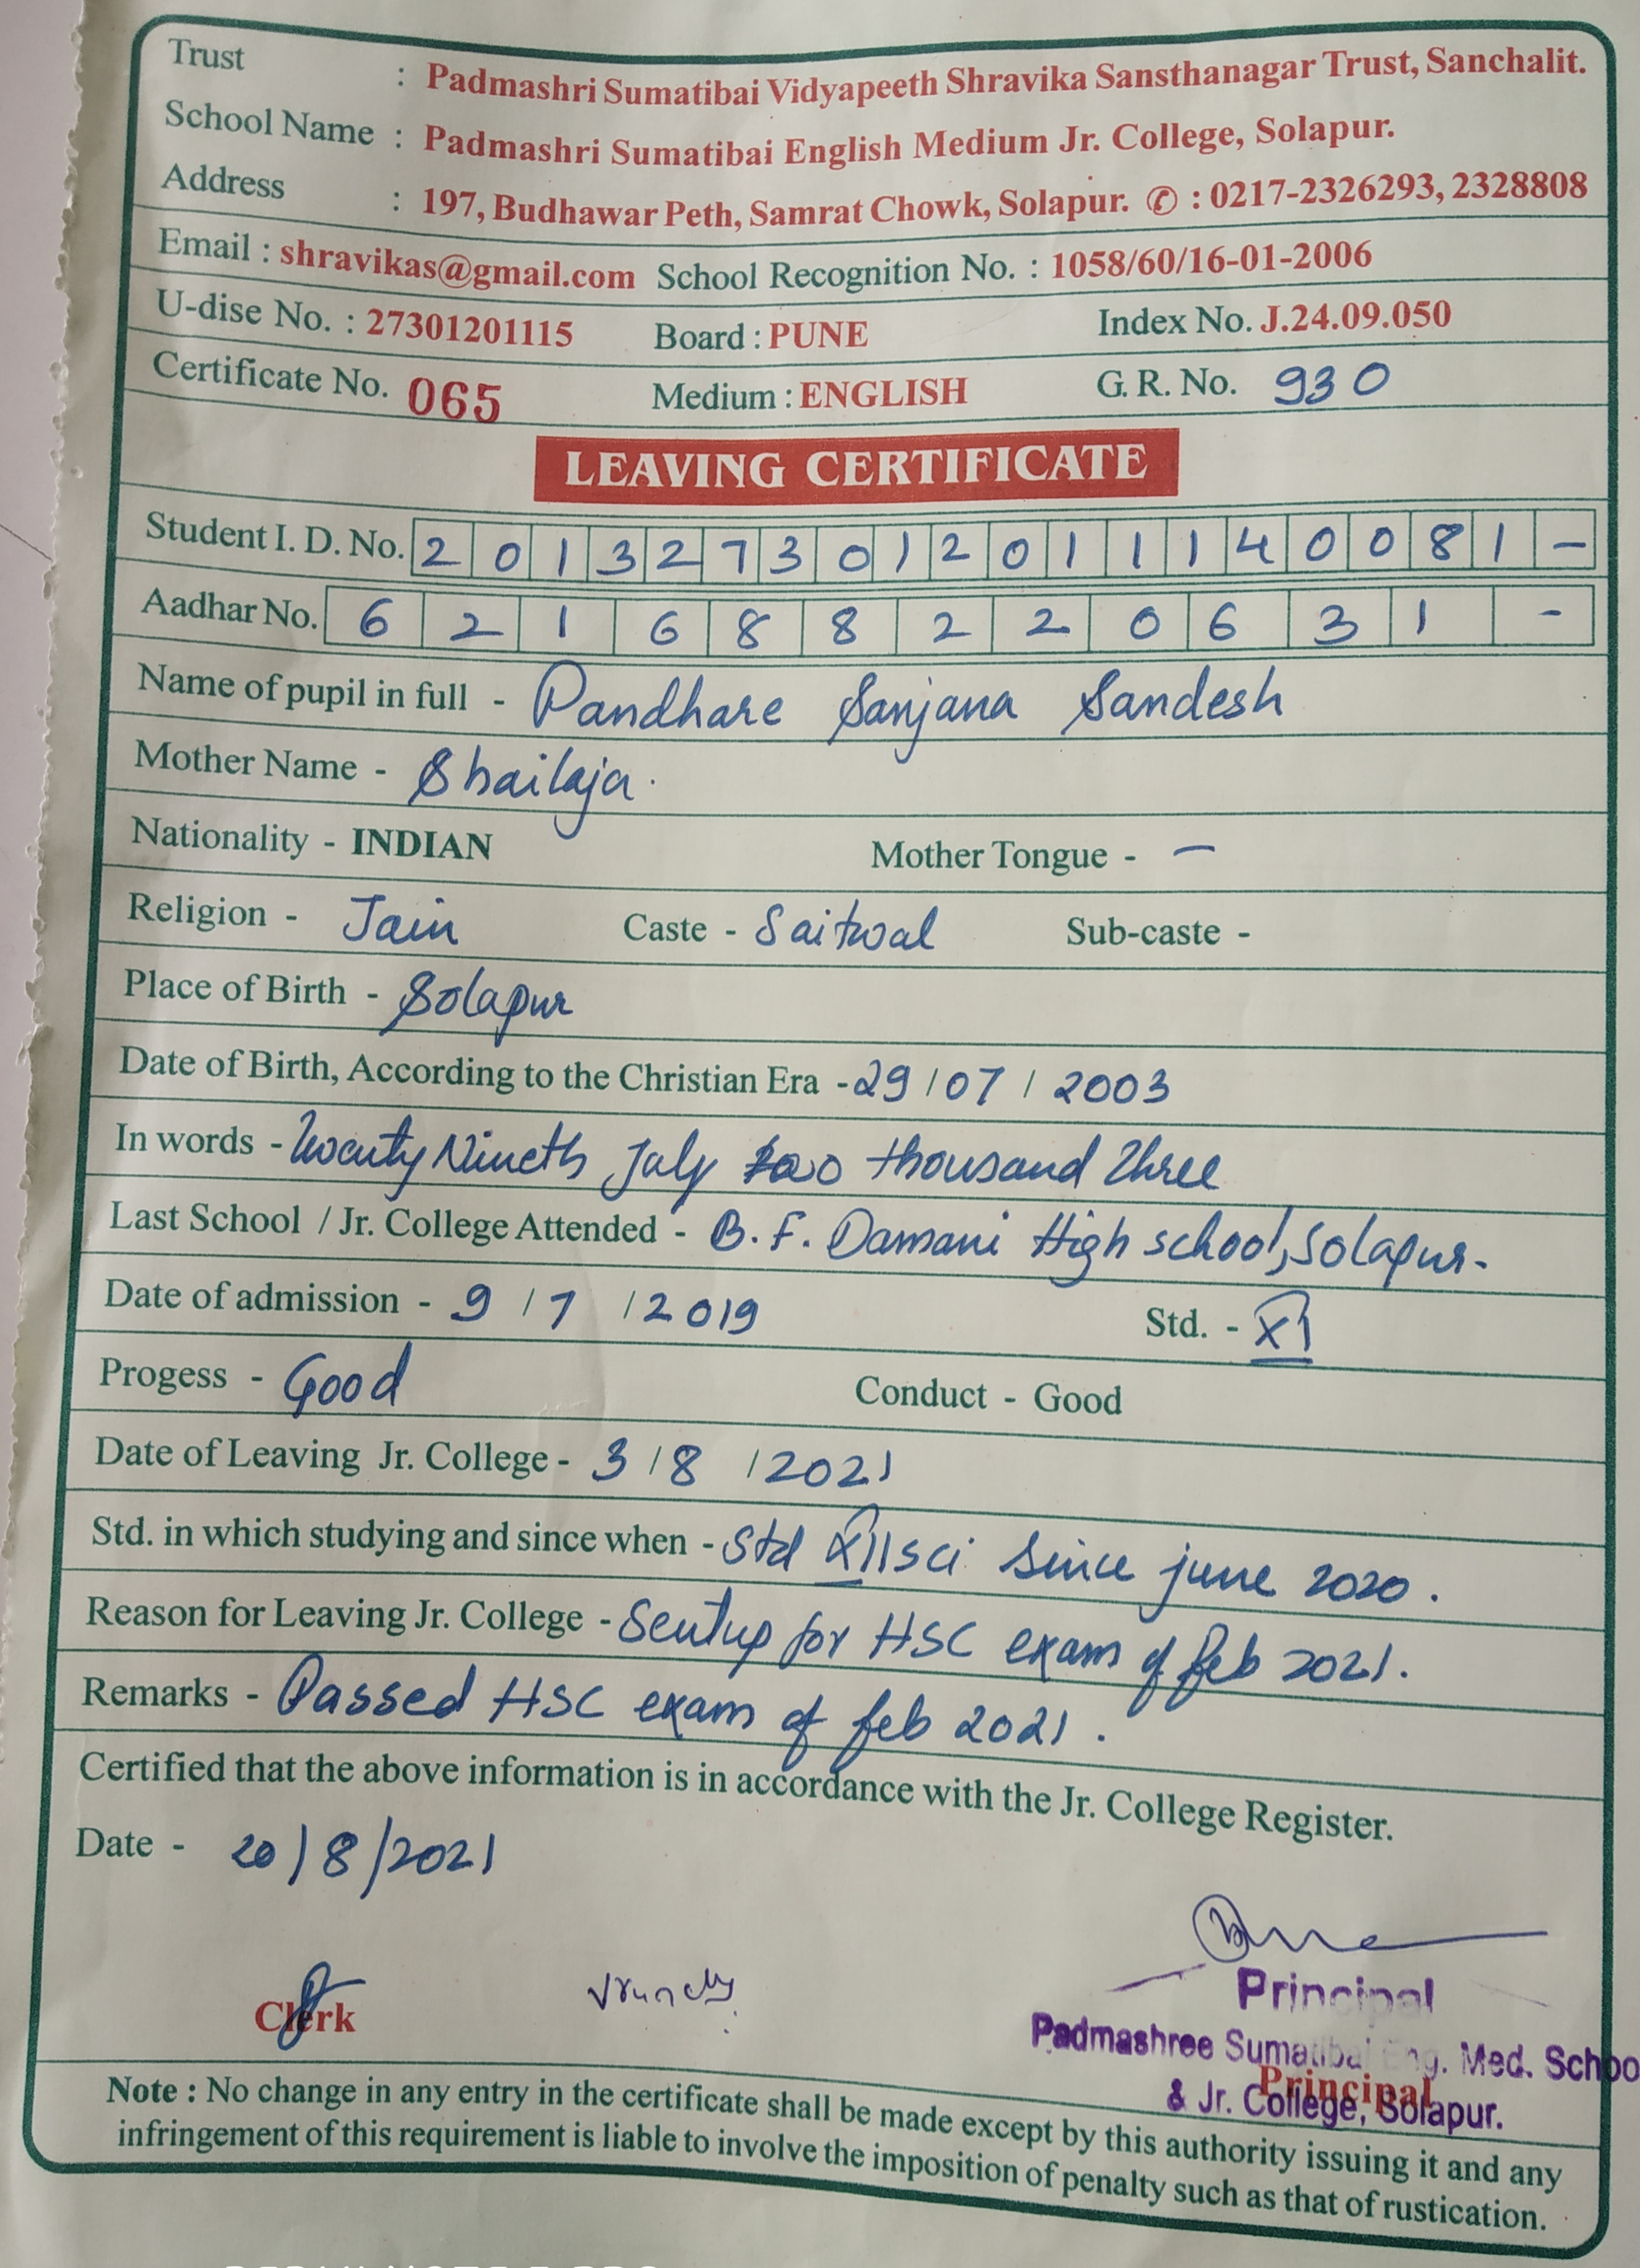 Trust : Padmashri Sumatibai Vidyapeeth Shravika Sansthanagar Trust, Sanchalit.
School Name : Padmashri Sumatibai English Medium Jr. College, Solapur.
Address : 197, Budhawar Peth, Samrat Chowk, Solapur. ✆ : 0217-2326293, 2328808
Email : shravikas@gmail.com School Recognition No. : 1058/60/16-01-2006
U-dise No. : 27301201115 Board : PUNE Index No. J.24.09.050
Certificate No. 065 Medium : ENGLISH G. R. No. 930
LEAVING CERTIFICATE
Student I. D. No. 2 0 1 3 2 7 3 0 1 2 0 1 1 1 4 0 0 8 1 -
Aadhar No. 6 2 1 6 8 8 2 2 0 6 3 1 -
Name of pupil in full - Pandhare Sanjana Sandesh
Mother Name - Shailaja.
Nationality - INDIAN Mother Tongue - -
Religion - Jain Caste - Saitwal Sub-caste -
Place of Birth - Solapur
Date of Birth, According to the Christian Era - 29 / 07 / 2003
In words - Twenty Nineth July two thousand Three
Last School / Jr. College Attended - B. F. Damani High school, Solapur.
Date of admission - 9 / 7 / 2019 Std. - XI
Progess - Good Conduct - Good
Date of Leaving Jr. College - 3 / 8 / 2021
Std. in which studying and since when - Std XII sci since june 2020.
Reason for Leaving Jr. College - Sentup for HSC exam of feb 2021.
Remarks - Passed HSC exam of feb 2021.
Certified that the above information is in accordance with the Jr. College Register.
Date - 20/8/2021
Principal
Clerk
Padmashree Sumatibai Eng. Med. School
Principal
& Jr. College, Solapur.
Note : No change in any entry in the certificate shall be made except by this authority issuing it and any
infringement of this requirement is liable to involve the imposition of penalty such as that of rustication.